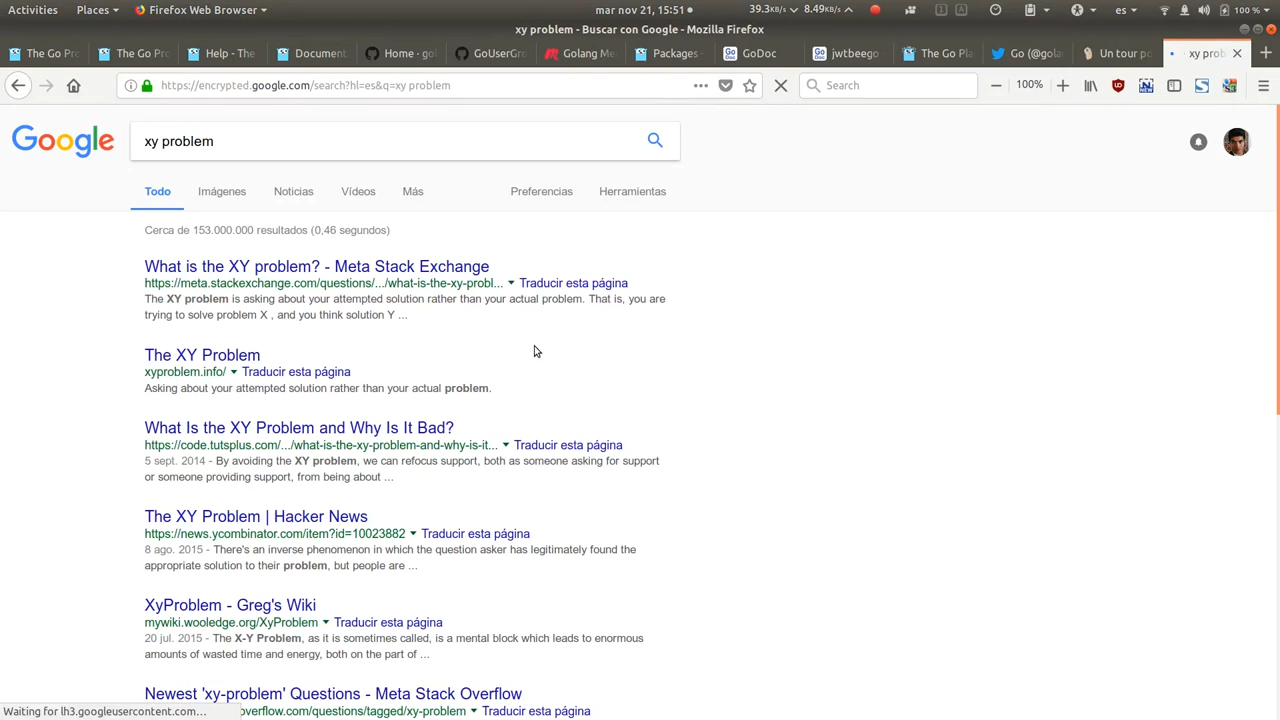 Activities Places Firefox Web Browser mar nov 21, 15:51 39.3KB/s 8.49KB/s 1 A es 100 %
xy problem - Buscar con Google - Mozilla Firefox
The Go Pro The Go Pro Help - The Document Home · gol GoUserGro Golang Me Packages - GoDoc jwtbeego The Go Pla Go (@gola Un tour po xy prob
https://encrypted.google.com/search?hl=es&q=xy problem 100% Search
Google xy problem
Todo Imágenes Noticias Vídeos Más Preferencias Herramientas
Cerca de 153.000.000 resultados (0,46 segundos)
What is the XY problem? - Meta Stack Exchange
https://meta.stackexchange.com/questions/.../what-is-the-xy-probl... Traducir esta página
The XY problem is asking about your attempted solution rather than your actual problem. That is, you are
trying to solve problem X , and you think solution Y ...
The XY Problem
xyproblem.info/ Traducir esta página
Asking about your attempted solution rather than your actual problem.
What Is the XY Problem and Why Is It Bad?
https://code.tutsplus.com/.../what-is-the-xy-problem-and-why-is-it... Traducir esta página
5 sept. 2014 - By avoiding the XY problem, we can refocus support, both as someone asking for support
or someone providing support, from being about ...
The XY Problem | Hacker News
https://news.ycombinator.com/item?id=10023882 Traducir esta página
8 ago. 2015 - There's an inverse phenomenon in which the question asker has legitimately found the
appropriate solution to their problem, but people are ...
XyProblem - Greg's Wiki
mywiki.wooledge.org/XyProblem Traducir esta página
20 jul. 2015 - The X-Y Problem, as it is sometimes called, is a mental block which leads to enormous
amounts of wasted time and energy, both on the part of ...
Newest 'xy-problem' Questions - Meta Stack Overflow
overflow.com/questions/tagged/xy-problem Traducir esta página
Waiting for lh3.googleusercontent.com...